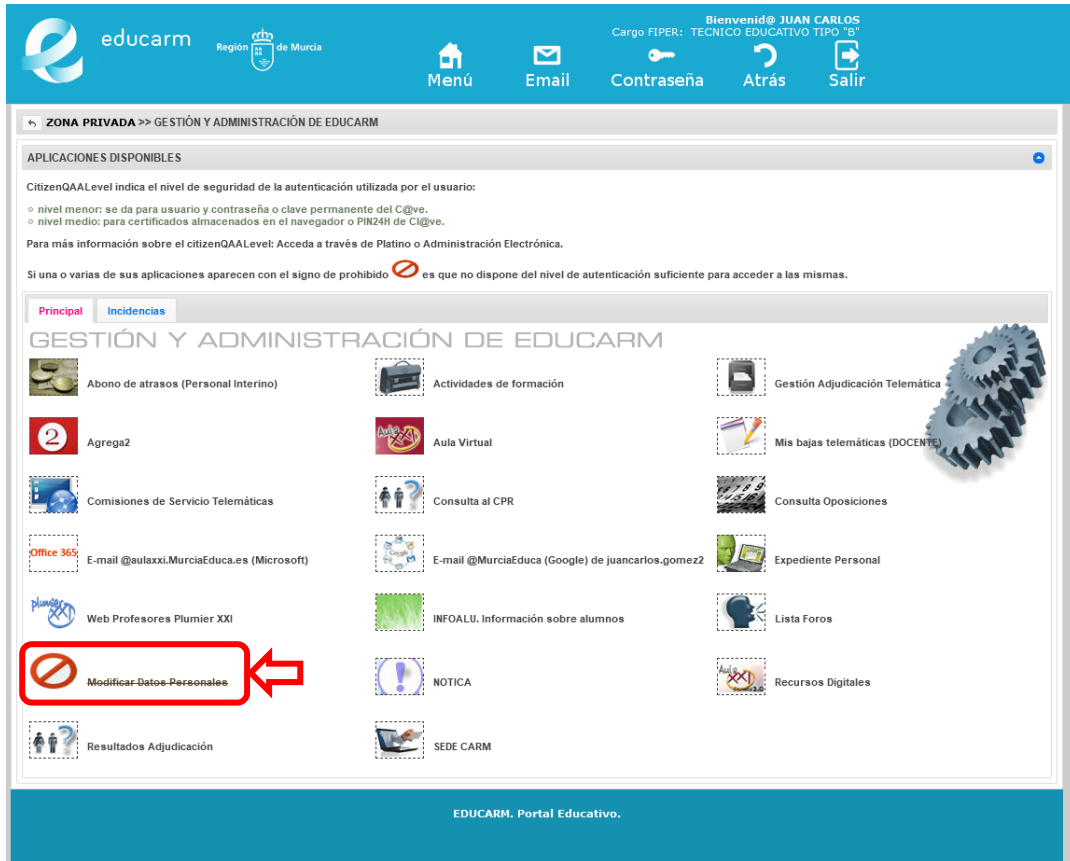 Bienvenid@ JUAN CARLOS
Cargo FIPER: TECNICO EDUCATIVO TIPO "B"
educarm
Región de Murcia
Menú
Email
Contraseña
Atrás
Salir
ZONA PRIVADA >> GESTIÓN Y ADMINISTRACIÓN DE EDUCARM
APLICACIONES DISPONIBLES
CitizenQAALevel indica el nivel de seguridad de la autenticación utilizada por el usuario:
nivel menor: se da para usuario y contraseña o clave permanente del C@ve.
nivel medio: para certificados almacenados en el navegador o PIN24H de Cl@ve.
Para más información sobre el citizenQAALevel: Acceda a través de Platino o Administración Electrónica.
Si una o varias de sus aplicaciones aparecen con el signo de prohibido es que no dispone del nivel de autenticación suficiente para acceder a las mismas.
Principal
Incidencias
GESTIÓN Y ADMINISTRACIÓN DE EDUCARM
Abono de atrasos (Personal Interino)
Actividades de formación
Gestión Adjudicación Telemática
2
Agrega2
Aula XXI
Aula Virtual
Mis bajas telemáticas (DOCENTE)
Comisiones de Servicio Telemáticas
Consulta al CPR
Consulta Oposiciones
Office 365
E-mail @aulaxxi.MurciaEduca.es (Microsoft)
Google
E-mail @MurciaEduca (Google) de juancarlos.gomez2
Expediente Personal
plumier XXI
Web Profesores Plumier XXI
INFOALU. Información sobre alumnos
Lista Foros
Modificar Datos Personales
NOTICA
Aula XXI
Recursos Digitales
Resultados Adjudicación
SEDE CARM
EDUCARM. Portal Educativo.